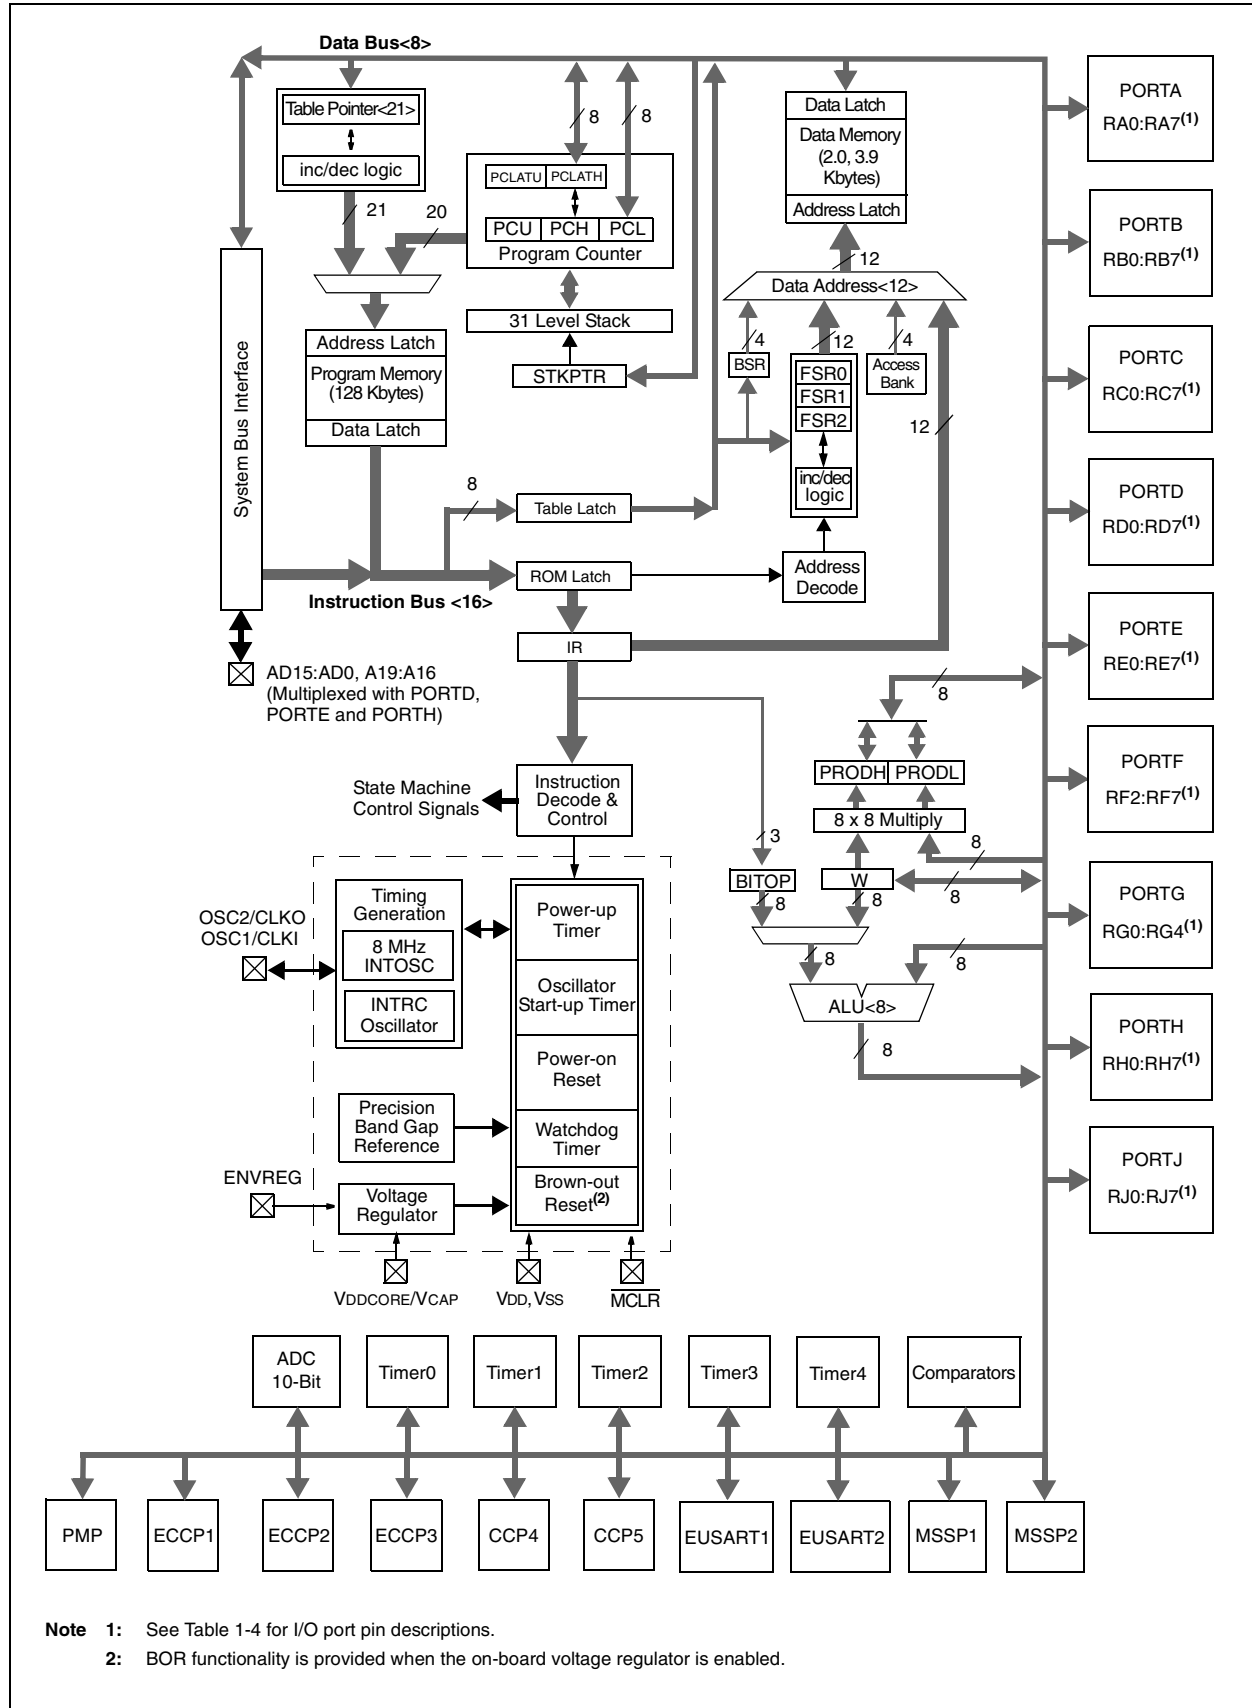 Data Bus<8>
Table Pointer<21>
inc/dec logic
21
20
8
8
PCLATU PCLATH
PCU PCH PCL
Program Counter
31 Level Stack
STKPTR
Data Latch
Data Memory
(2.0, 3.9
Kbytes)
Address Latch
12
Data Address<12>
4
12
4
BSR
FSR0
FSR1
FSR2
inc/dec
logic
Access
Bank
12
Address
Decode
System Bus Interface
Address Latch
Program Memory
(128 Kbytes)
Data Latch
8
Table Latch
ROM Latch
Instruction Bus <16>
IR
AD15:AD0, A19:A16
(Multiplexed with PORTD,
PORTE and PORTH)
State Machine
Control Signals
Instruction
Decode &
Control
8
PRODH PRODL
8 x 8 Multiply
3
8
BITOP
W
8
8
8
8
8
ALU<8>
8
OSC2/CLKO
OSC1/CLKI
Timing
Generation
8 MHz
INTOSC
INTRC
Oscillator
Power-up
Timer
Oscillator
Start-up Timer
Power-on
Reset
Watchdog
Timer
Brown-out
Reset(2)
Precision
Band Gap
Reference
ENVREG
Voltage
Regulator
VDDCORE/VCAP
VDD, VSS
MCLR
PORTA
RA0:RA7(1)
PORTB
RB0:RB7(1)
PORTC
RC0:RC7(1)
PORTD
RD0:RD7(1)
PORTE
RE0:RE7(1)
PORTF
RF2:RF7(1)
PORTG
RG0:RG4(1)
PORTH
RH0:RH7(1)
PORTJ
RJ0:RJ7(1)
ADC
10-Bit
Timer0
Timer1
Timer2
Timer3
Timer4
Comparators
PMP
ECCP1
ECCP2
ECCP3
CCP4
CCP5
EUSART1
EUSART2
MSSP1
MSSP2
Note 1: See Table 1-4 for I/O port pin descriptions.
2: BOR functionality is provided when the on-board voltage regulator is enabled.